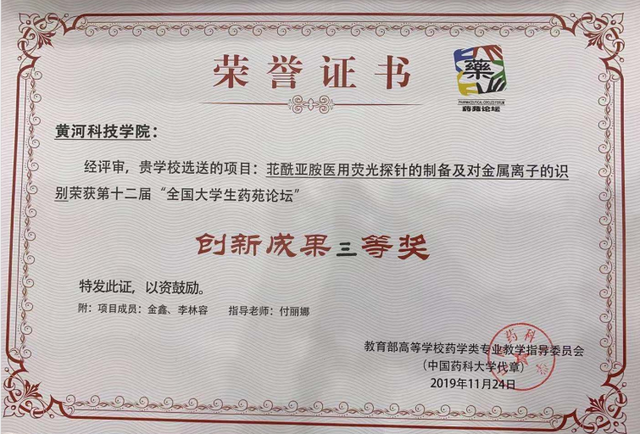 荣誉证书
藥
药苑论坛
黄河科技学院：
经评审，贵学校选送的项目：苝酰亚胺医用荧光探针的制备及对金属离子的识
别荣获第十二届“全国大学生药苑论坛”
创新成果三等奖
特发此证，以资鼓励。
附：项目成员：金鑫、李林容 指导老师：付丽娜
教育部高等学校药学类专业教学指导委员会
（中国药科大学代章）
2019年11月24日